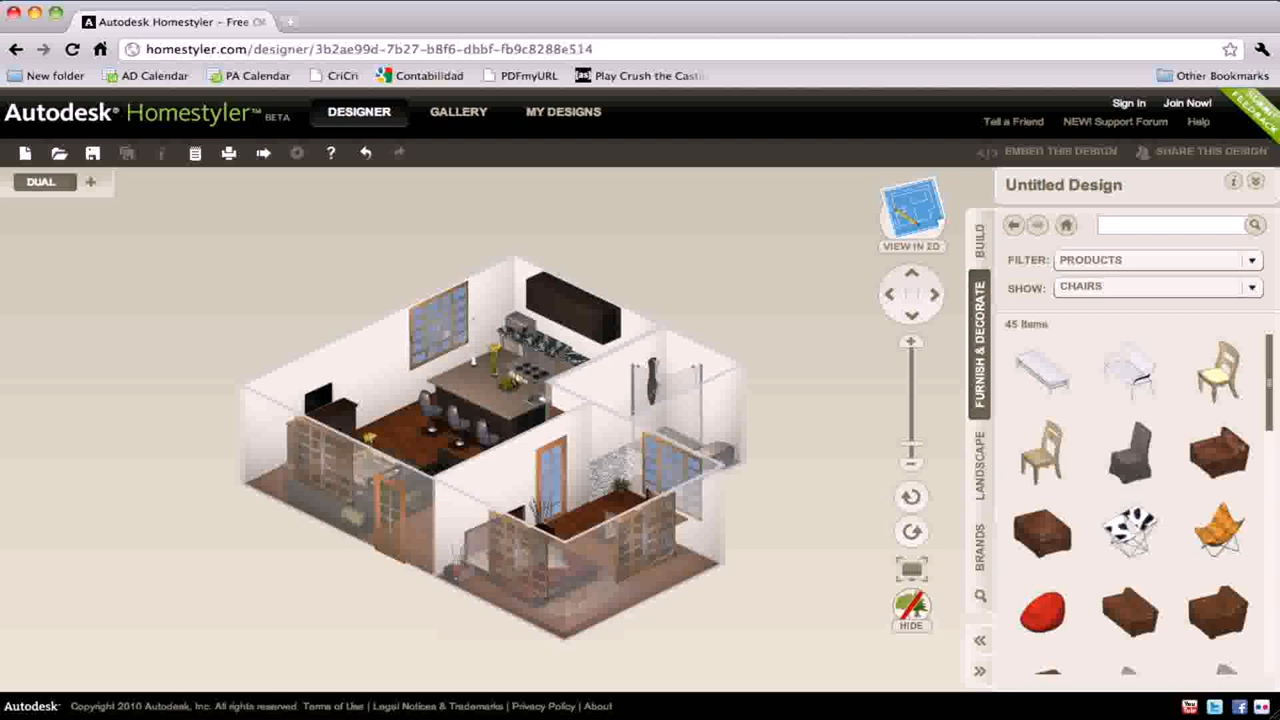 Autodesk Homestyler – Free
homestyler.com/designer/3b2ae99d-7b27-b8f6-dbbf-fb9c8288e514
New folder AD Calendar PA Calendar CriCri Contabilidad PDFmyURL Play Crush the Casti Other Bookmarks
Autodesk® Homestyler™ BETA DESIGNER GALLERY MY DESIGNS Sign In Join Now!
Tell a Friend NEW! Support Forum Help
FEEDBACK
EMBED THIS DESIGN SHARE THIS DESIGN
DUAL
Untitled Design
VIEW IN 2D
BUILD
FURNISH & DECORATE
LANDSCAPE
BRANDS
FILTER: PRODUCTS
SHOW: CHAIRS
45 Items
HIDE
Autodesk® Copyright 2010 Autodesk, Inc. All rights reserved. Terms of Use | Legal Notices & Trademarks | Privacy Policy | About